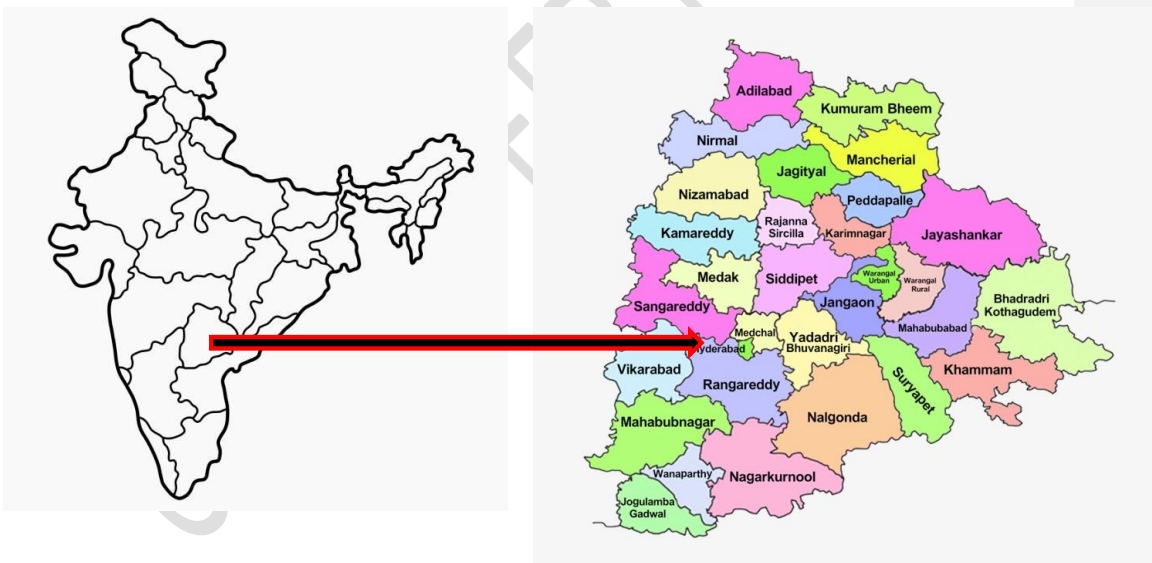 Adilabad
Kumuram Bheem
Nirmal
Mancherial
Jagityal
Nizamabad
Peddapalle
Rajanna
Sircilla
Kamareddy
Karimnagar
Jayashankar
Medak
Siddipet
Warangal
Urban
Warangal
Rural
Sangareddy
Jangaon
Bhadradri
Kothagudem
Mahabubabad
Medchal
Yadadri
Bhuvanagiri
yderabad
Vikarabad
Rangareddy
Khammam
Suryapet
Mahabubnagar
Nalgonda
Wanaparthy
Nagarkurnool
Jogulamba
Gadwal